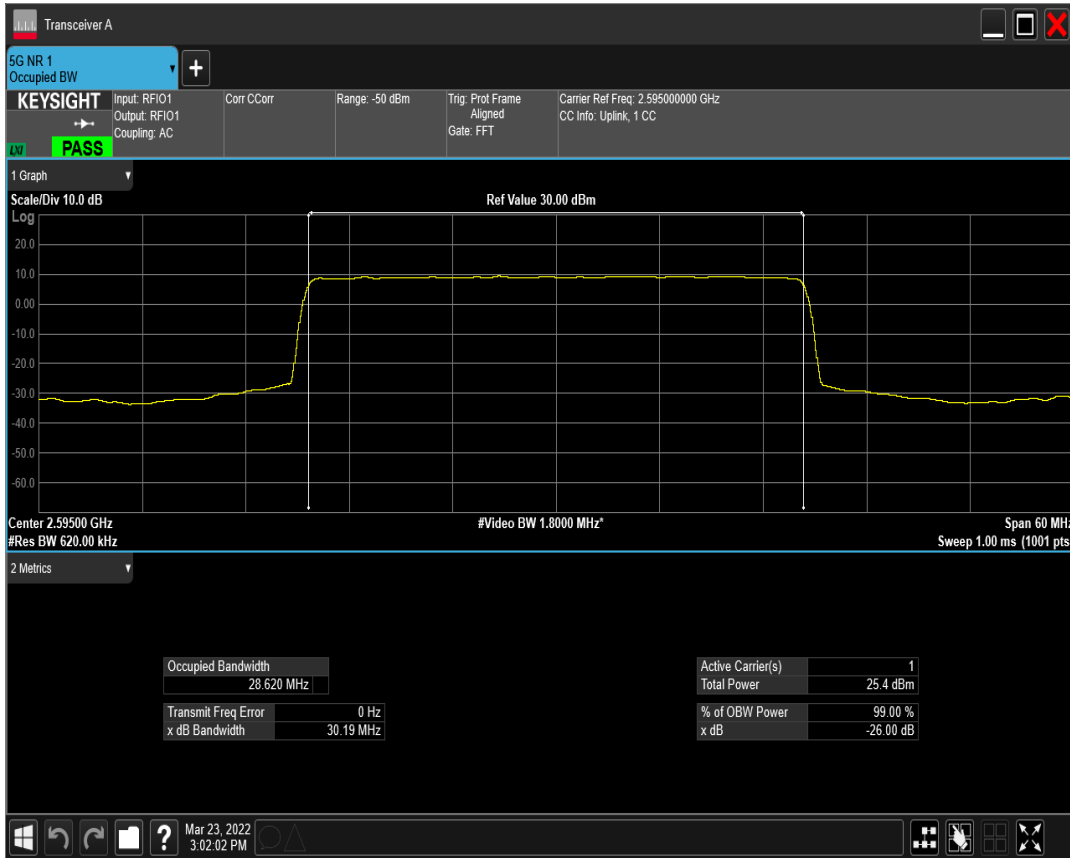 Transceiver A
5G NR 1
Occupied BW
+
KEYSIGHT
LXI
PASS
Input: RFIO1
Output: RFIO1
Coupling: AC
Corr CCorr
Range: -50 dBm
Trig: Prot Frame
Aligned
Gate: FFT
Carrier Ref Freq: 2.595000000 GHz
CC Info: Uplink, 1 CC
1 Graph
Scale/Div 10.0 dB
Ref Value 30.00 dBm
Log
20.0
10.0
0.00
-10.0
-20.0
-30.0
-40.0
-50.0
-60.0
Center 2.59500 GHz
#Video BW 1.8000 MHz*
Span 60 MHz
#Res BW 620.00 kHz
Sweep 1.00 ms (1001 pts
2 Metrics
Occupied Bandwidth
28.620 MHz
Transmit Freq Error 0 Hz
x dB Bandwidth 30.19 MHz
Active Carrier(s) 1
Total Power 25.4 dBm
% of OBW Power 99.00 %
x dB -26.00 dB
?
Mar 23, 2022
3:02:02 PM